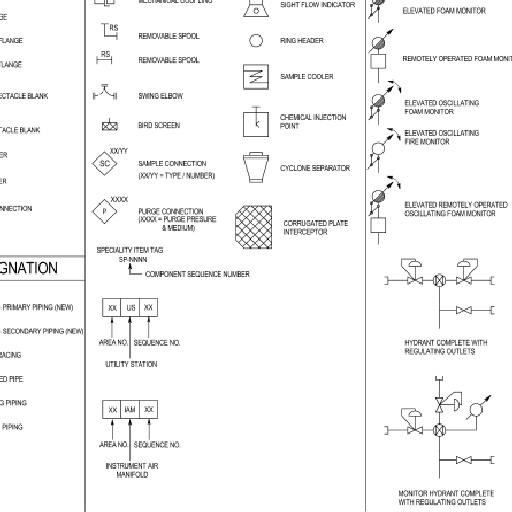 FLANGE
LANGE
ECTACLE BLANK
TACLE BLANK
ER
ER
NNECTION
GNATION
PRIMARY PIPING (NEW)
SECONDARY PIPING (NEW)
RACING
ED PIPE
G PIPING
PIPING
RS
REMOVABLE SPOOL
RS
REMOVABLE SPOOL
SWING ELBOW
BIRD SCREEN
XX/YY
SC
SAMPLE CONNECTION
(XX/YY = TYPE / NUMBER)
XXXX
P
PURGE CONNECTION
(XXXX = PURGE PRESURE
& MEDIUM)
SPECIALITY ITEM TAG
SP-NNNN
COMPONENT SEQUENCE NUMBER
XX US XX
AREA NO. SEQUENCE NO.
UTILITY STATION
XX IAM XX
AREA NO. SEQUENCE NO.
INSTRUMENT AIR
MANIFOLD
SIGHT FLOW INDICATOR
RING HEADER
SAMPLE COOLER
CHEMICAL INJECTION
POINT
CYCLONE SEPARATOR
CORRUGATED PLATE
INTERCEPTOR
ELEVATED FOAM MONITOR
REMOTELY OPERATED FOAM MONIT
ELEVATED OSCILLATING
FOAM MONITOR
ELEVATED OSCILLATING
FIRE MONITOR
ELEVATED REMOTELY OPERATED
OSCILLATING FOAM MONITOR
HYDRANT COMPLETE WITH
REGULATING OUTLETS
MONITOR HYDRANT COMPLETE
WITH REGULATING OUTLETS